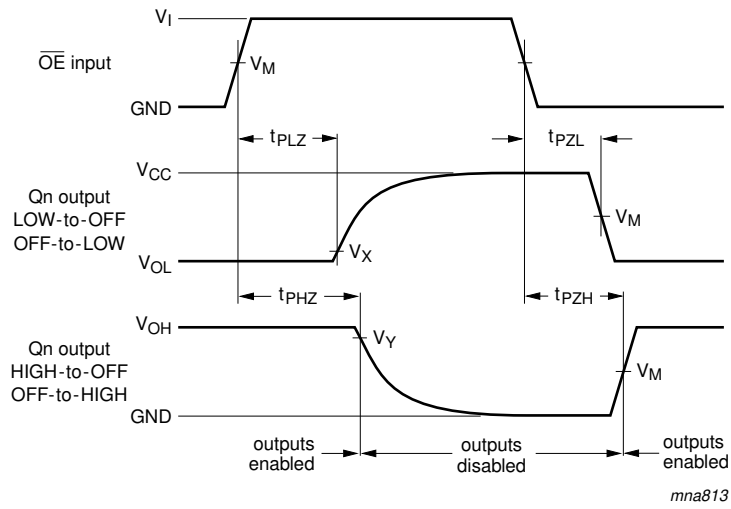 V_I
OE input
V_M
GND
t_PLZ
t_PZL
V_CC
Qn output
LOW-to-OFF
OFF-to-LOW
V_M
V_X
V_OL
t_PHZ
t_PZH
V_OH
Qn output
HIGH-to-OFF
OFF-to-HIGH
V_Y
V_M
GND
outputs
enabled
outputs
disabled
outputs
enabled
mna813